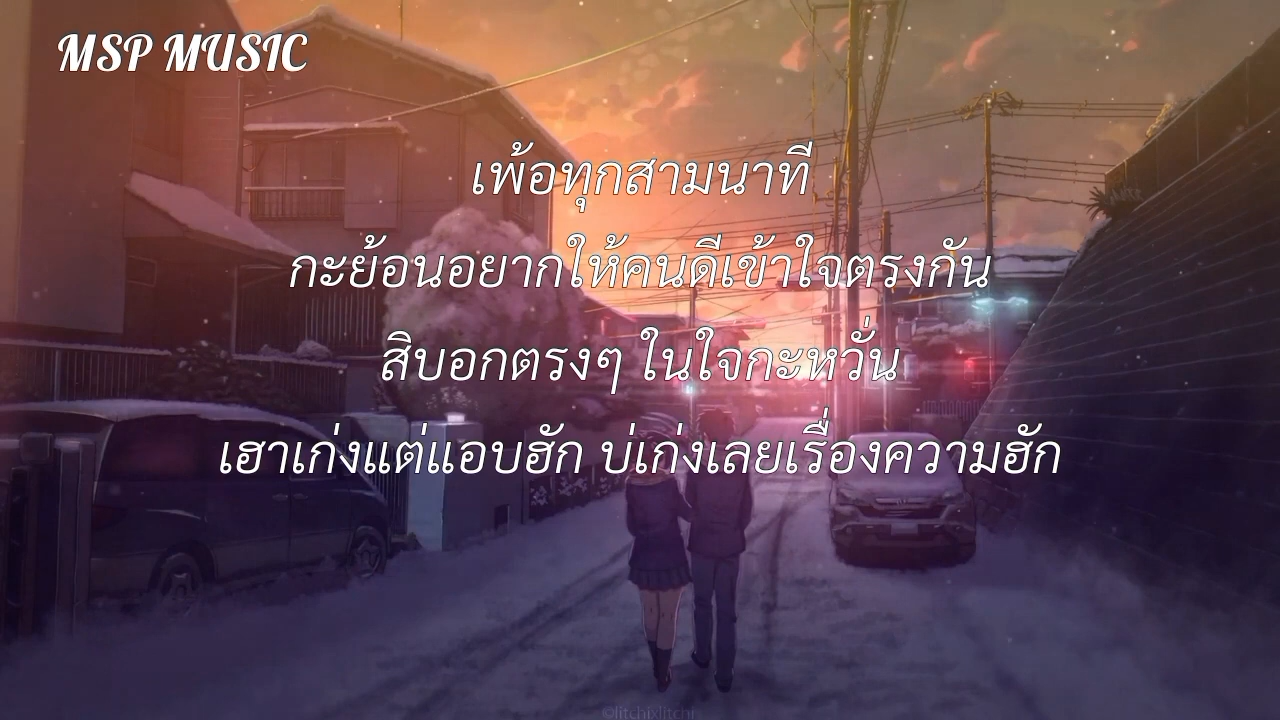 MSP MUSIC
เพ้อทุกสามนาที
กะย้อนอยากให้คนดีเข้าใจตรงกัน
สิบอกตรงๆ ในใจกะหวั่น
เฮาเก่งแต่แอบฮัก บ่เก่งเลยเรื่องความฮัก
©litchixlitchi